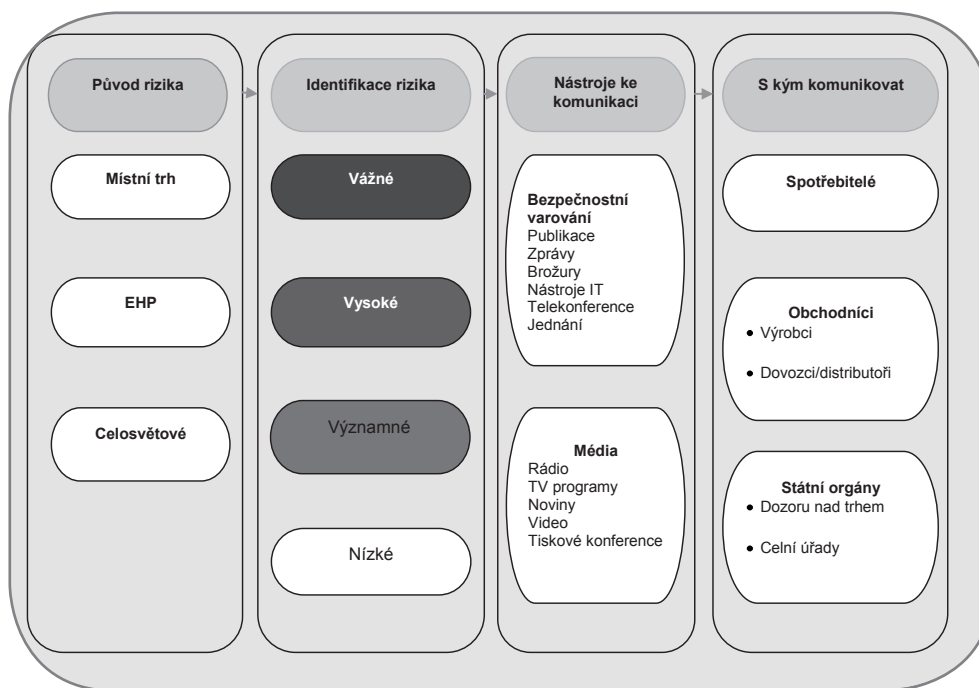 Původ rizika
Místní trh
EHP
Celosvětové
Identifikace rizika
Vážné
Vysoké
Významné
Nízké
Nástroje ke
komunikaci
Bezpečnostní
varování
Publikace
Zprávy
Brožury
Nástroje IT
Telekonference
Jednání
Média
Rádio
TV programy
Noviny
Video
Tiskové konference
S kým komunikovat
Spotřebitelé
Obchodníci
• Výrobci
• Dovozci/distributoři
Státní orgány
• Dozoru nad trhem
• Celní úřady